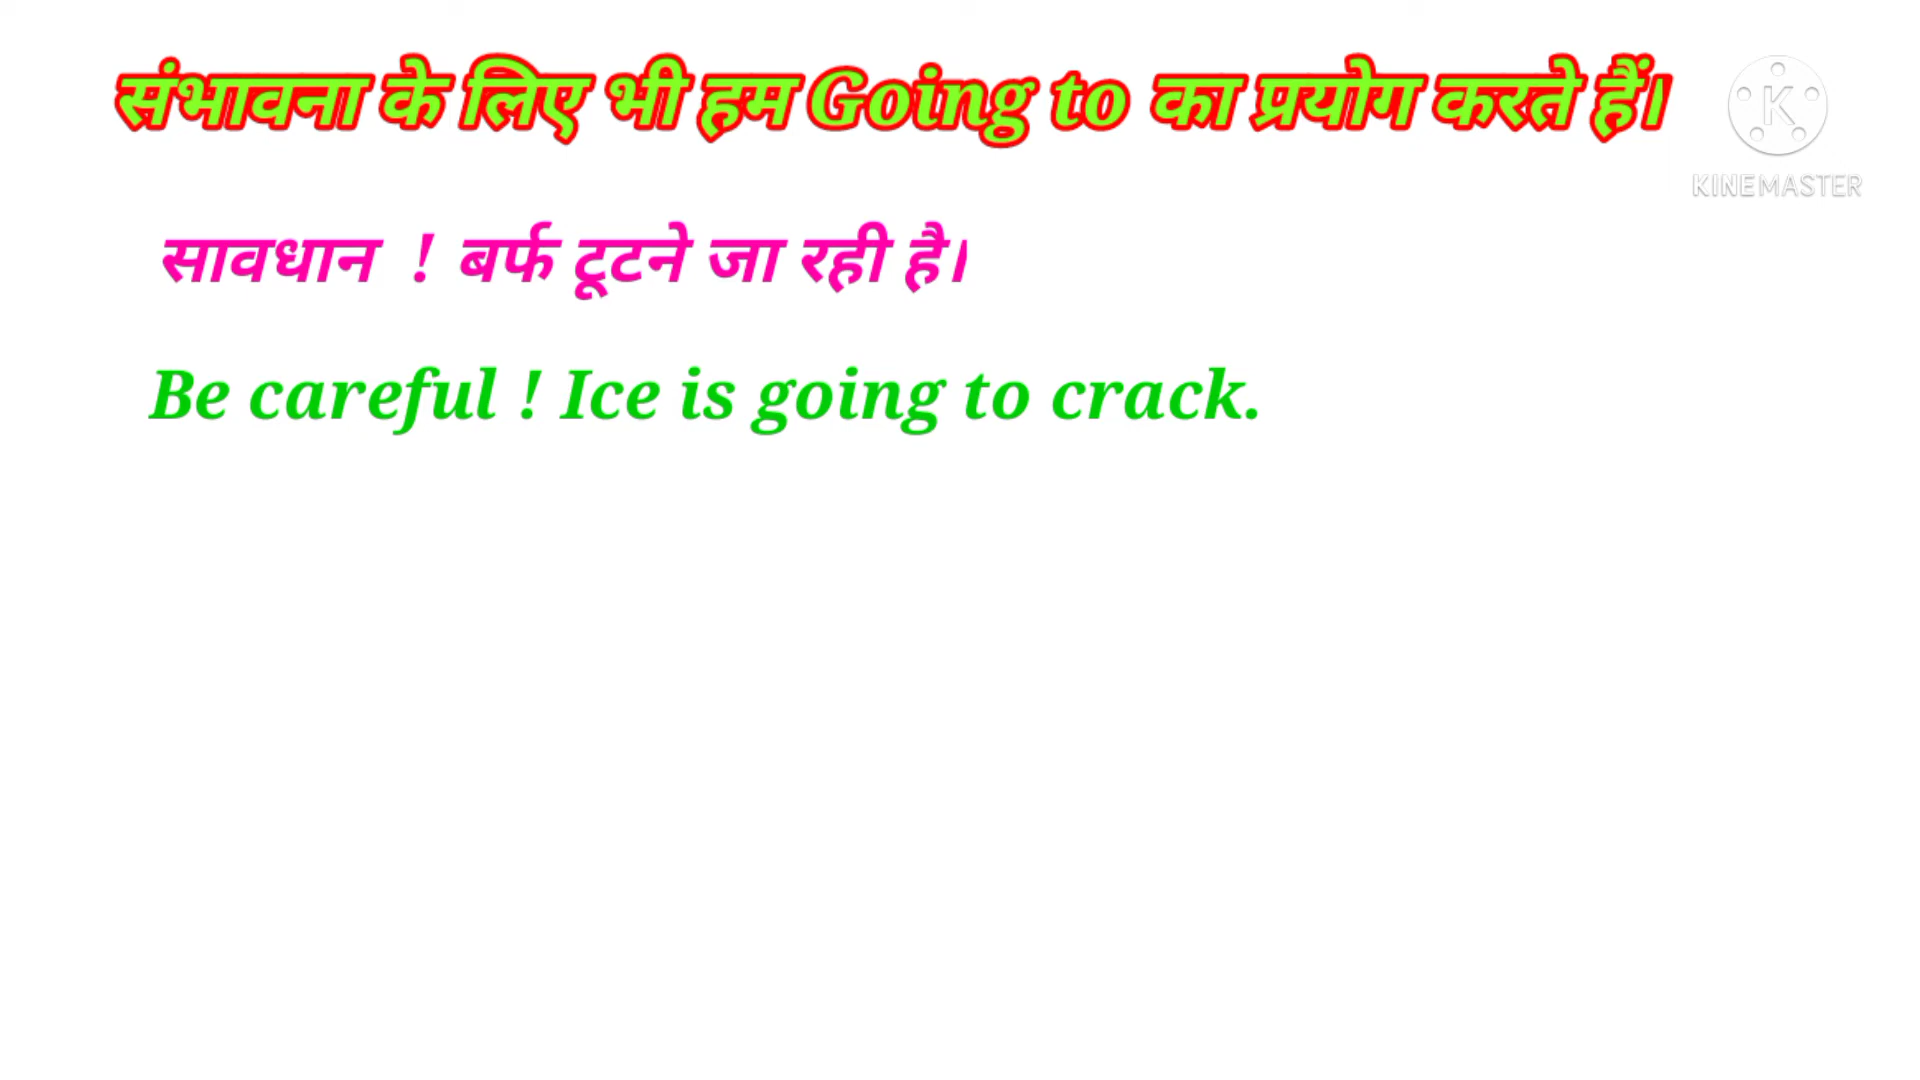 संभावना के लिए भी हम Going to का प्रयोग करते हैं।
KINEMASTER
सावधान ! बर्फ टूटने जा रही है।
Be careful ! Ice is going to crack.